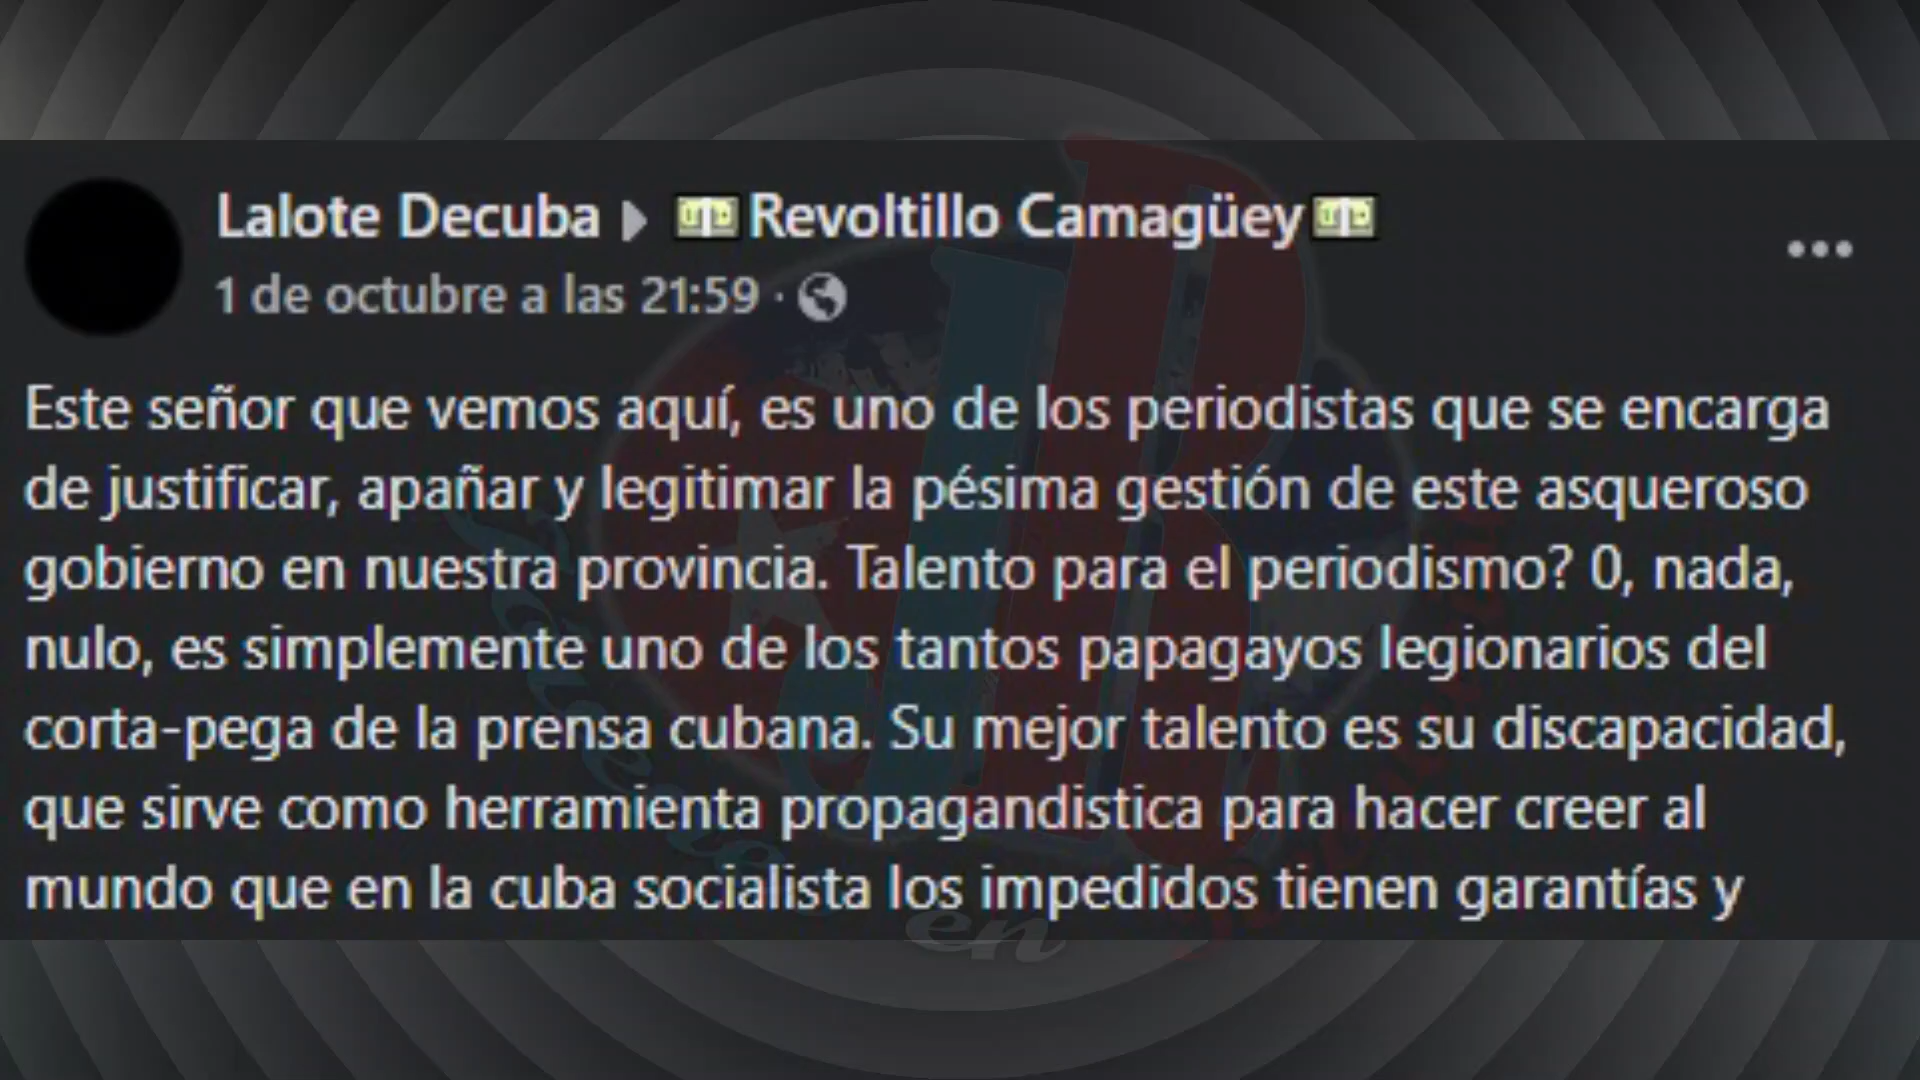 Lalote Decuba ▶ 💵Revoltillo Camagüey💵
1 de octubre a las 21:59 ·
Este señor que vemos aquí, es uno de los periodistas que se encarga
de justificar, apañar y legitimar la pésima gestión de este asqueroso
gobierno en nuestra provincia. Talento para el periodismo? 0, nada,
nulo, es simplemente uno de los tantos papagayos legionarios del
corta-pega de la prensa cubana. Su mejor talento es su discapacidad,
que sirve como herramienta propagandistica para hacer creer al
mundo que en la cuba socialista los impedidos tienen garantías y
en